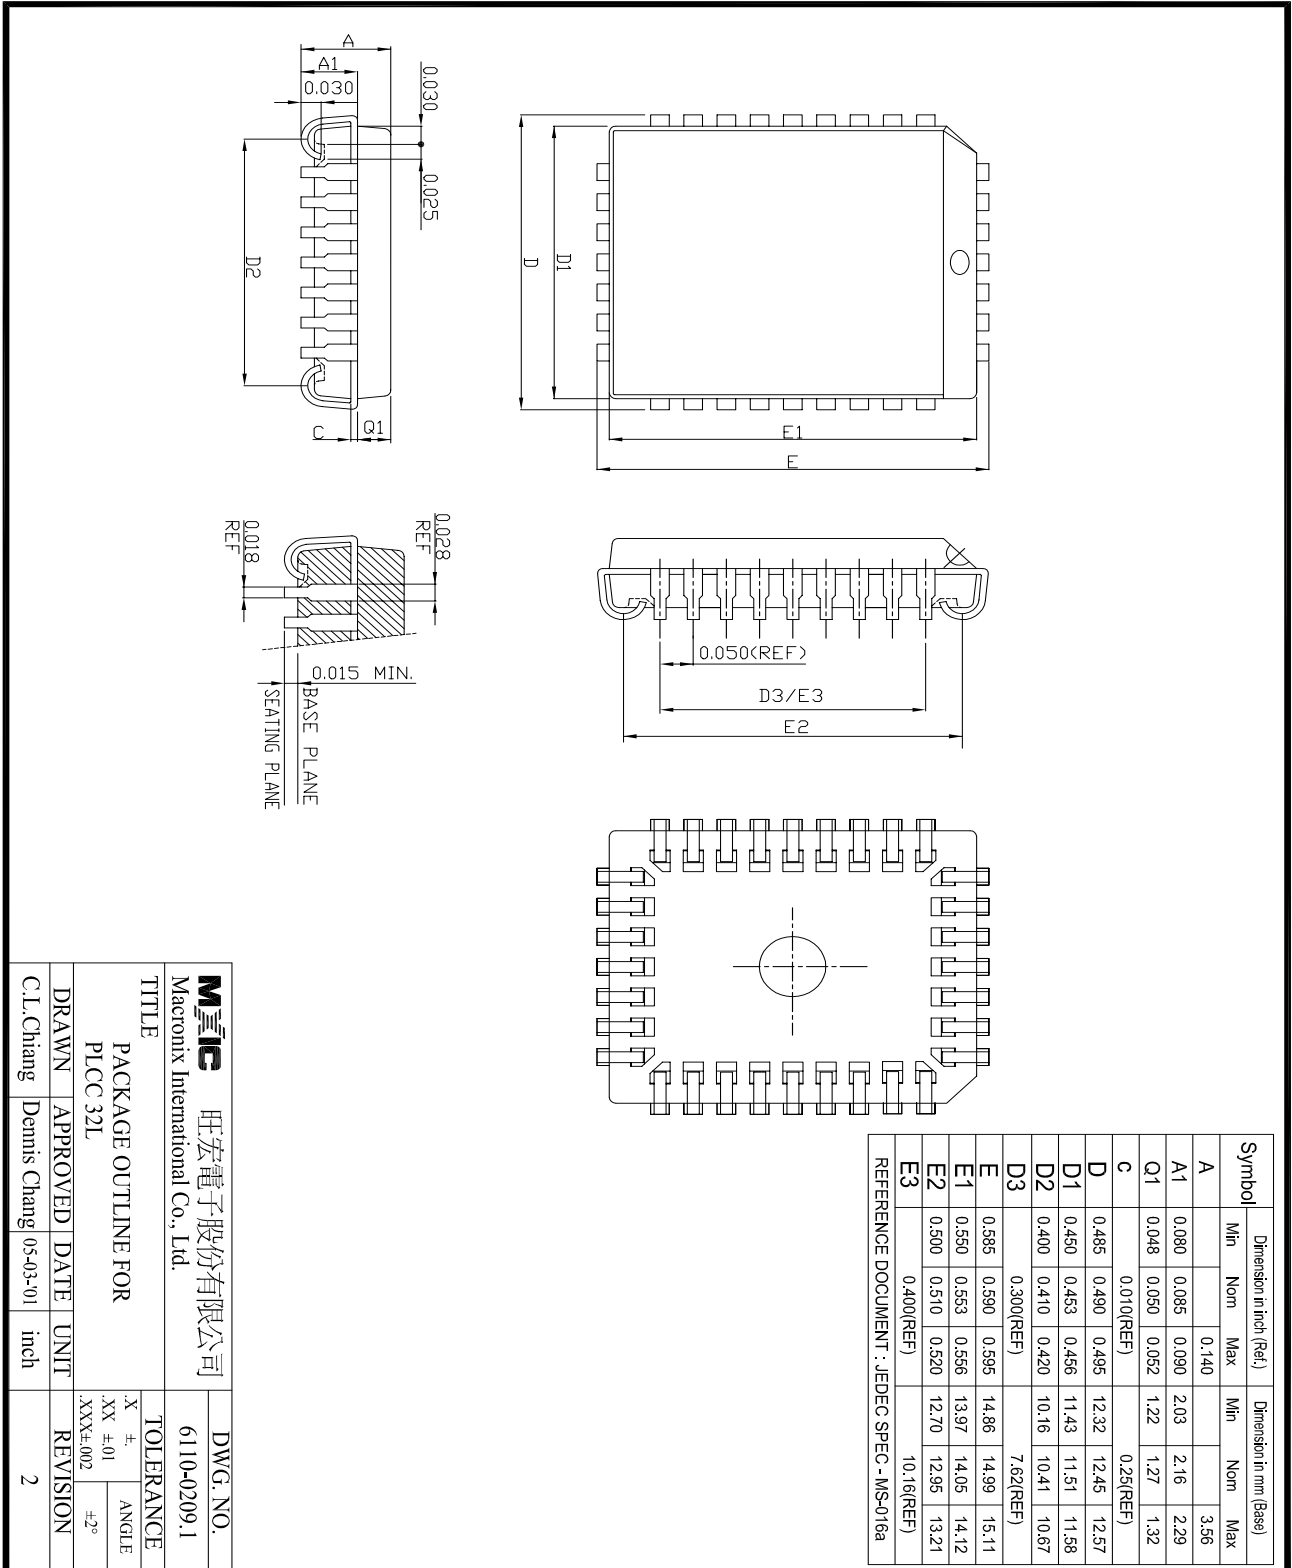 A
A1
0.030
0.030
0.025
D2
C
Q1
D
D1
E1
E
0.028
REF
0.018
REF
0.015 MIN.
BASE PLANE
SEATING PLANE
0.050(REF)
D3/E3
E2
Symbol Dimension in inch (Ref.) Dimension in mm (Base)
Min Nom Max Min Nom Max
A 0.140 3.56
A1 0.080 0.085 0.090 2.03 2.16 2.29
Q1 0.048 0.050 0.052 1.22 1.27 1.32
C 0.010(REF) 0.25(REF)
D 0.485 0.490 0.495 12.32 12.45 12.57
D1 0.450 0.453 0.456 11.43 11.51 11.58
D2 0.400 0.410 0.420 10.16 10.41 10.67
D3 0.300(REF) 7.62(REF)
E 0.585 0.590 0.595 14.86 14.99 15.11
E1 0.550 0.553 0.556 13.97 14.05 14.12
E2 0.500 0.510 0.520 12.70 12.95 13.21
E3 0.400(REF) 10.16(REF)
REFERENCE DOCUMENT : JEDEC SPEC - MS-016a
MXIC 旺宏電子股份有限公司
Macronix International Co., Ltd.
DWG. NO.
6110-0209.1
TITLE
PACKAGE OUTLINE FOR
PLCC 32L
TOLERANCE
.X ±.
.XX ±.01
.XXX±.002
ANGLE
±2°
DRAWN APPROVED DATE UNIT REVISION
C.L.Chiang Dennis Chang 05-03-'01 inch 2